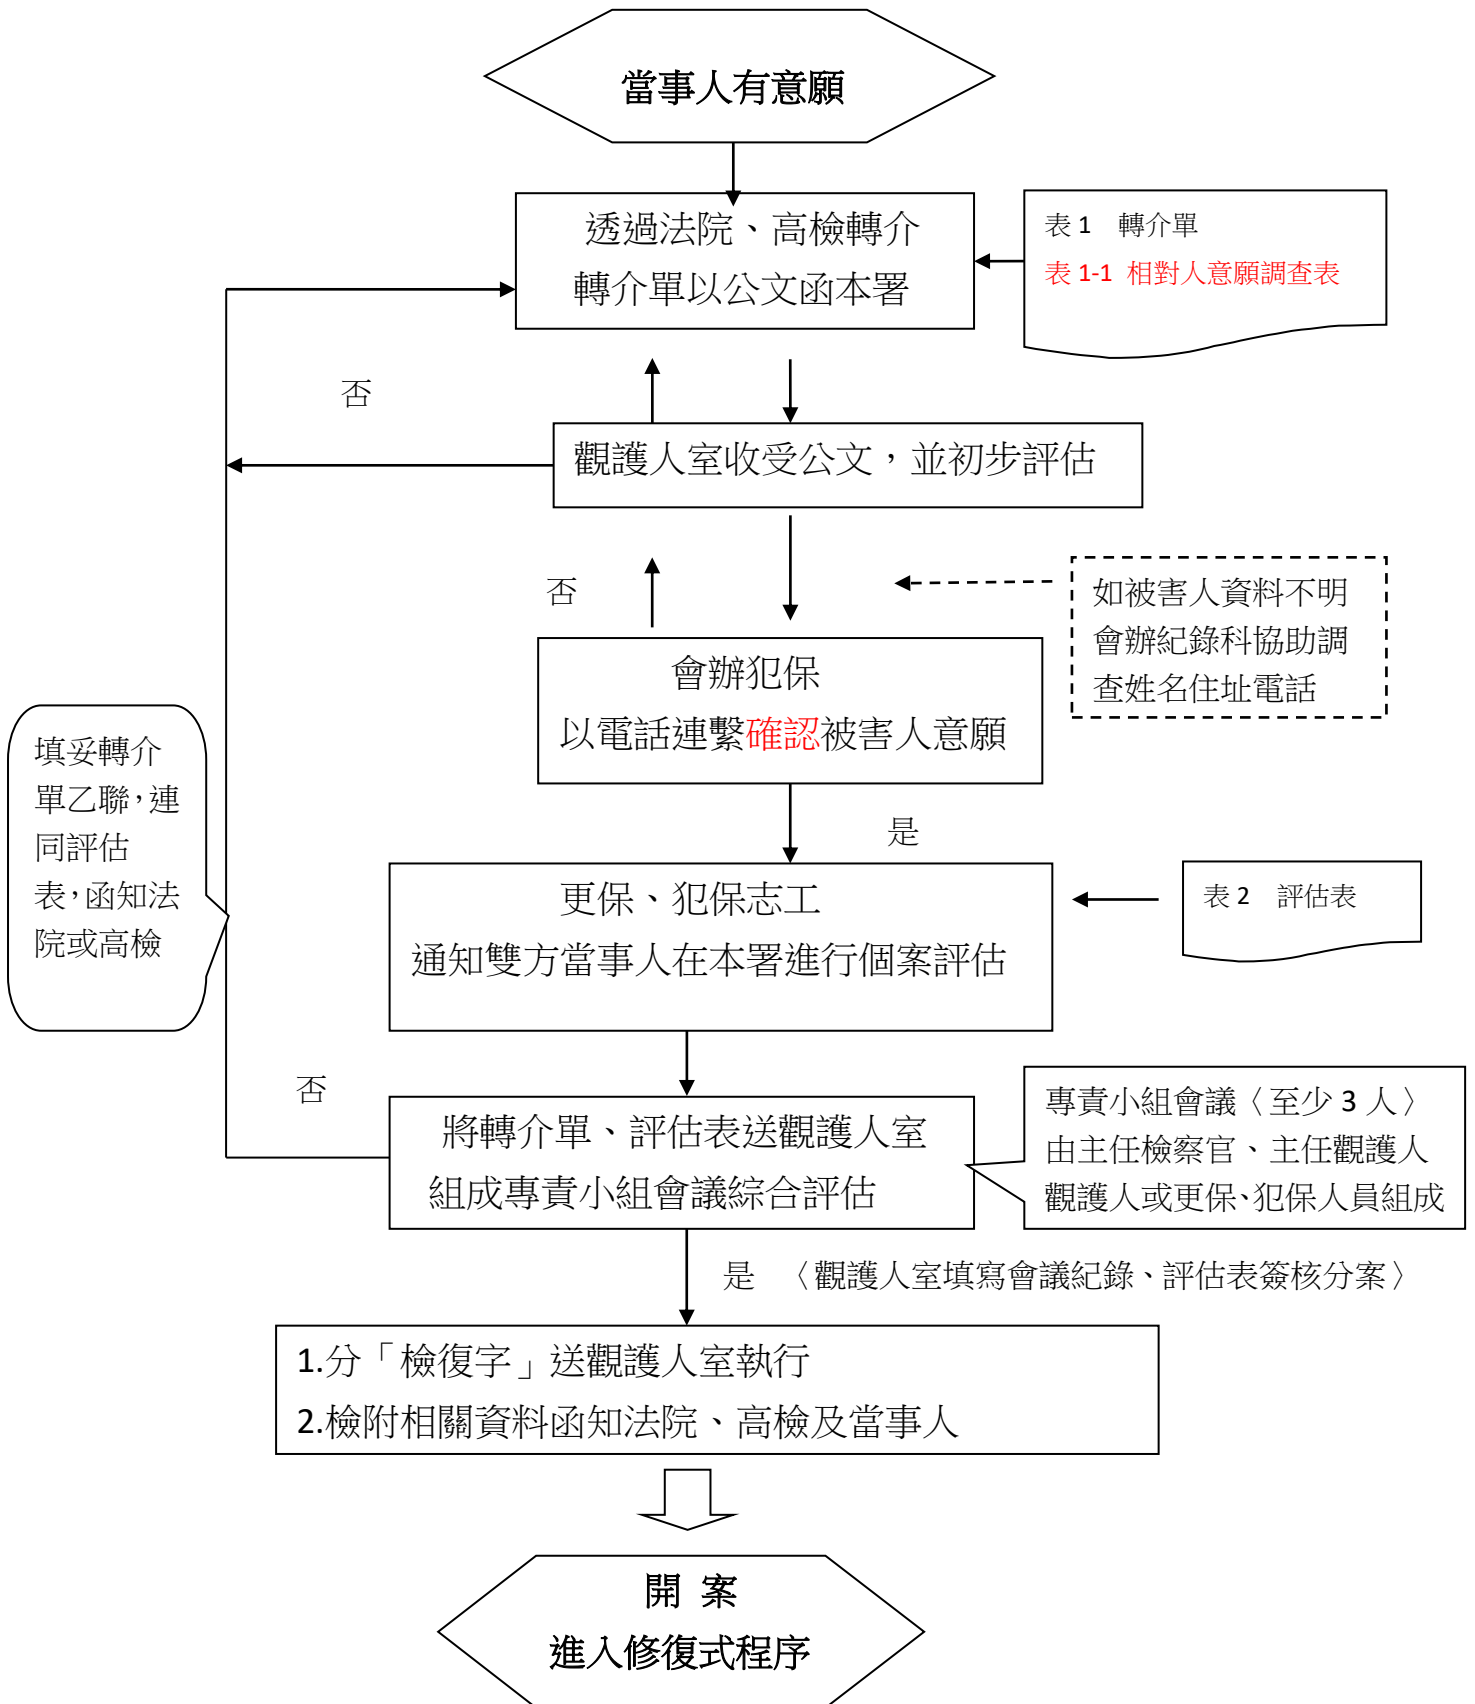 當事人有意願
透過法院、高檢轉介
轉介單以公文函本署
表 1　轉介單
表 1-1 相對人意願調查表
否
觀護人室收受公文，並初步評估
否
如被害人資料不明
會辦紀錄科協助調
查姓名住址電話
會辦犯保
以電話連繫確認被害人意願
填妥轉介
單乙聯，連
同評估
表，函知法
院或高檢
是
更保、犯保志工
通知雙方當事人在本署進行個案評估
表 2　評估表
否
將轉介單、評估表送觀護人室
組成專責小組會議綜合評估
專責小組會議〈至少 3 人〉
由主任檢察官、主任觀護人
觀護人或更保、犯保人員組成
是　〈觀護人室填寫會議紀錄、評估表簽核分案〉
1.分「檢復字」送觀護人室執行
2.檢附相關資料函知法院、高檢及當事人
開 案
進入修復式程序